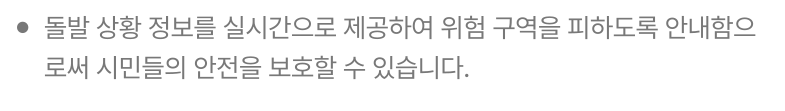 • 돌발 상황 정보를 실시간으로 제공하여 위험 구역을 피하도록 안내함으
로써 시민들의 안전을 보호할 수 있습니다.